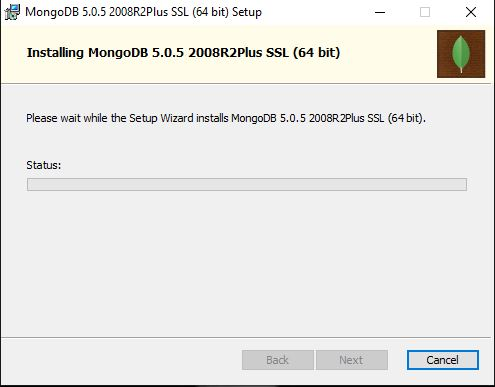 MongoDB 5.0.5 2008R2Plus SSL (64 bit) Setup
Installing MongoDB 5.0.5 2008R2Plus SSL (64 bit)
Please wait while the Setup Wizard installs MongoDB 5.0.5 2008R2Plus SSL (64 bit).
Status:
Back Next Cancel